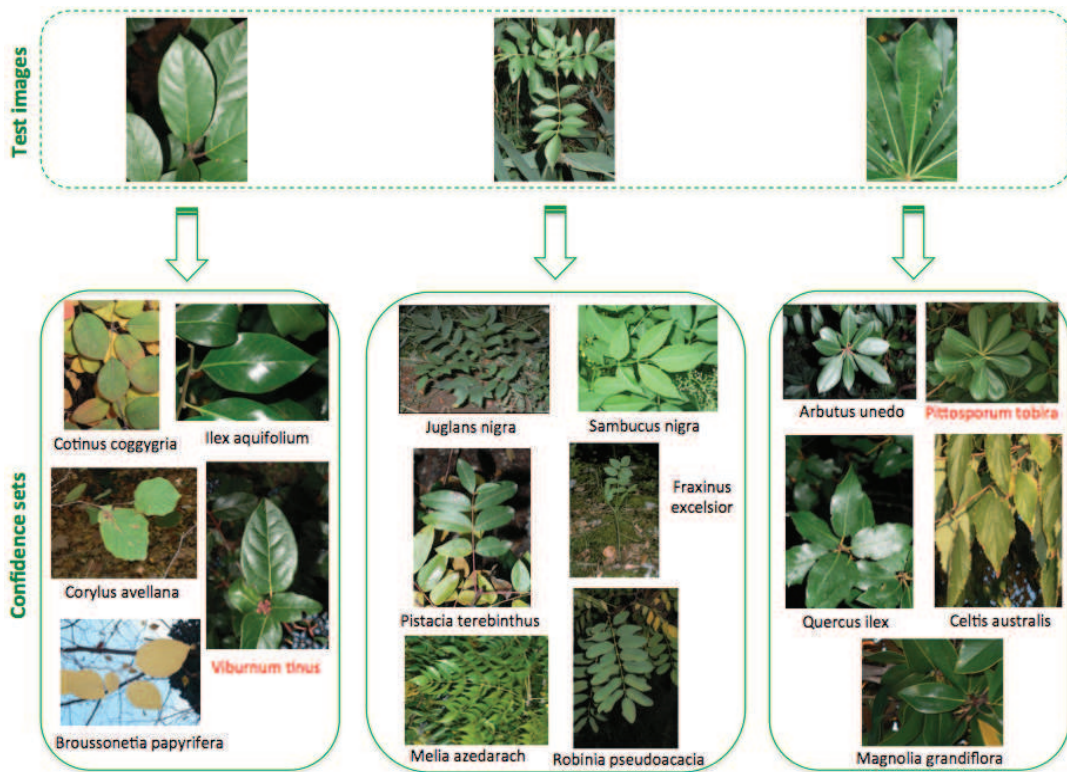 Test images
Confidence sets
Cotinus coggygria
Ilex aquifolium
Corylus avellana
Viburnum tinus
Broussonetia papyrifera
Juglans nigra
Sambucus nigra
Fraxinus
excelsior
Pistacia terebinthus
Melia azedarach
Robinia pseudoacacia
Arbutus unedo
Pittosporum tobira
Quercus ilex
Celtis australis
Magnolia grandiflora